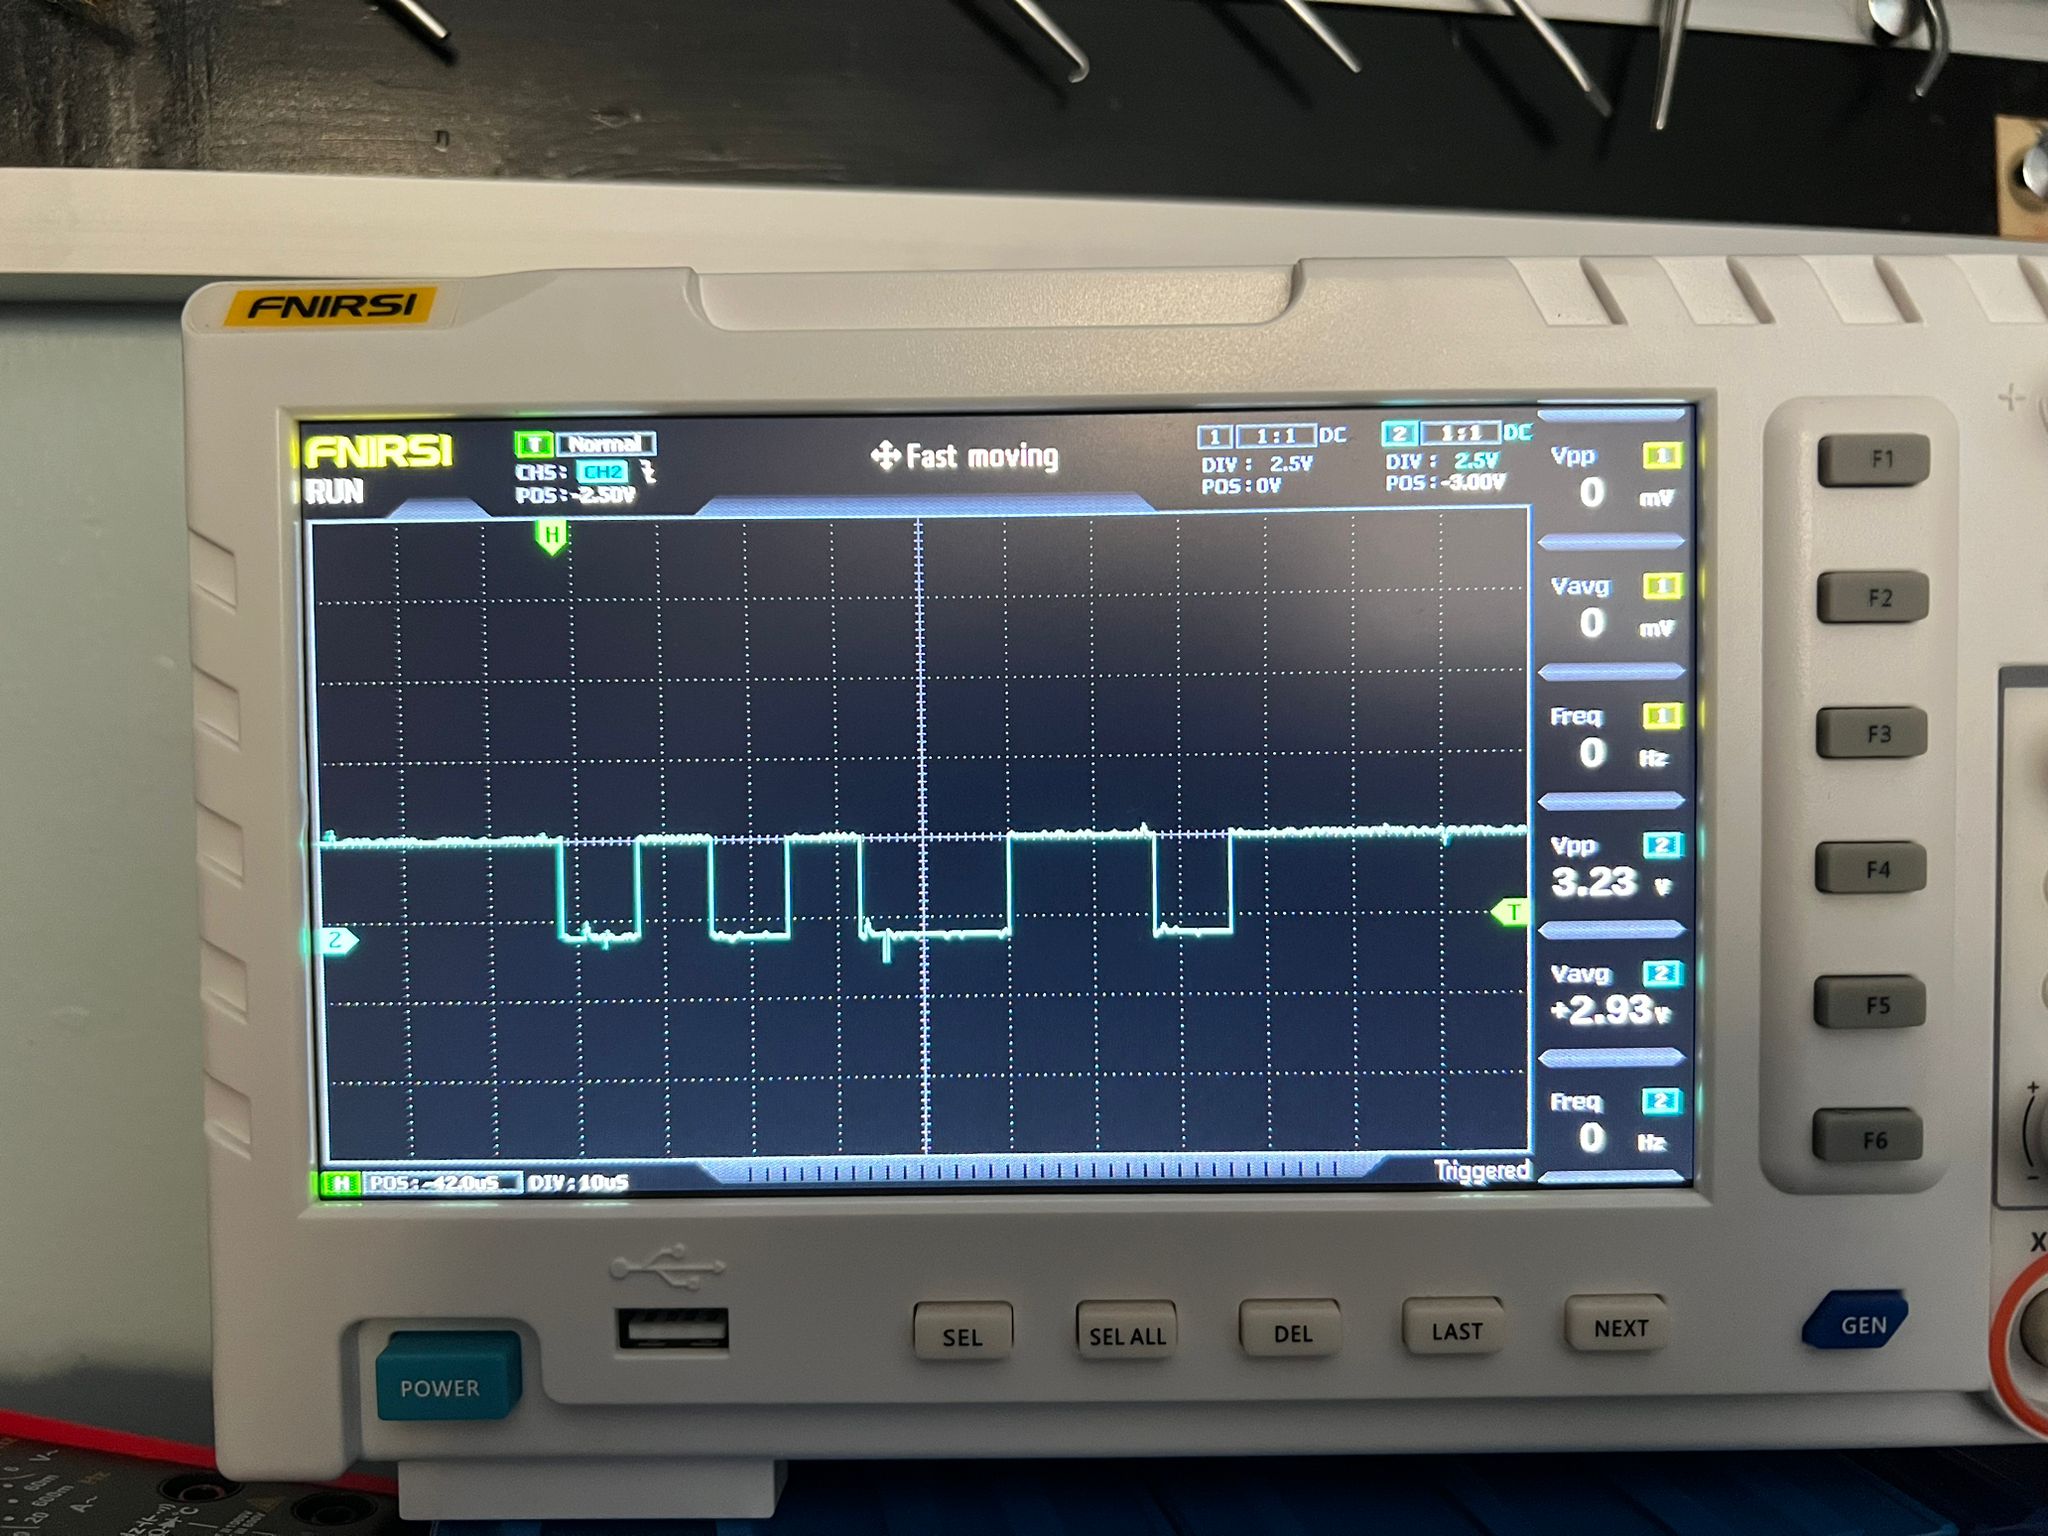 FNIRSI
FNIRSI
RUN
T Normal
CHS: CH2
POS:-2.50V
Fast moving
1 1:1 DC
DIV: 2.5V
POS:0V
2 1:1 DC
DIV: 2.5V
POS:-3.00V
H
Vpp 1
0 mV
Vavg 1
0 mV
Freq 1
0 Hz
Vpp 2
3.23 V
Vavg 2
+2.93V
Freq 2
0 Hz
2
T
H POS:-42.0uS DIV:10uS
Triggered
F1
F2
F3
F4
F5
F6
POWER
SEL
SEL ALL
DEL
LAST
NEXT
GEN
X